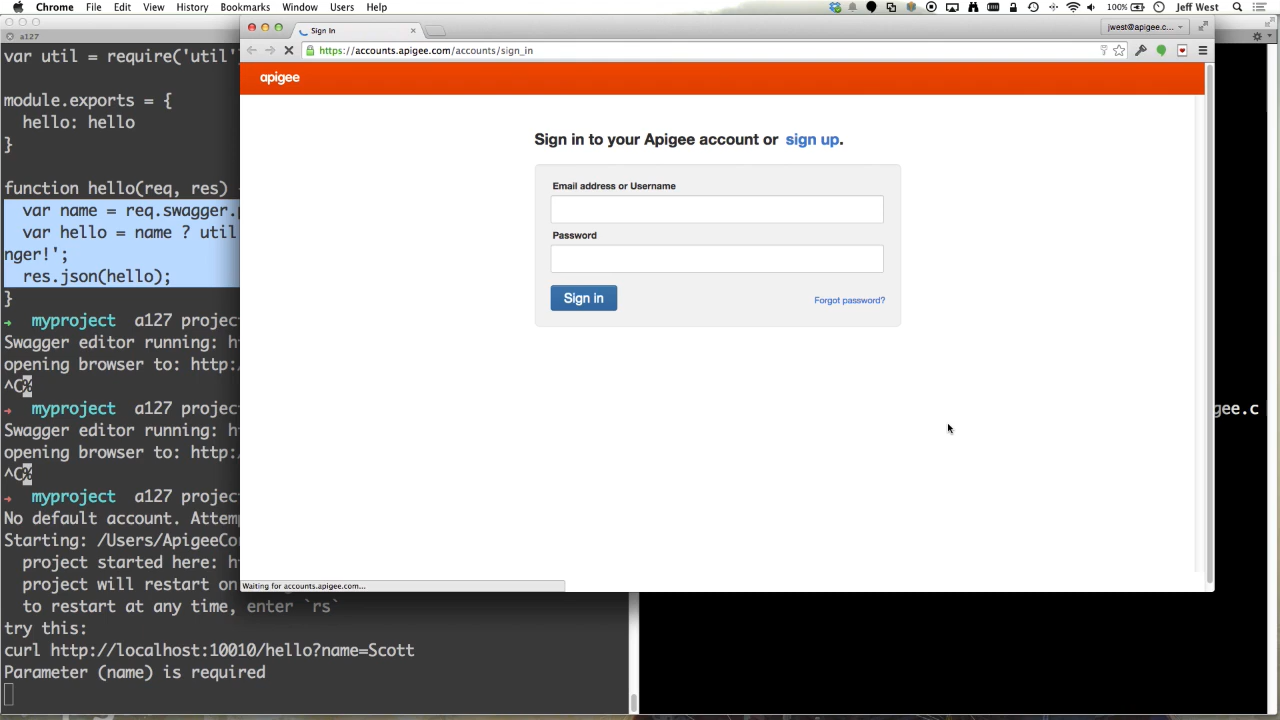 Chrome File Edit View History Bookmarks Window Users Help 100% Jeff West
a127
Sign In
jwest@apigee.c...
https://accounts.apigee.com/accounts/sign_in
apigee
Sign in to your Apigee account or sign up.
Email address or Username
Password
Sign in
Forgot password?
Waiting for accounts.apigee.com...
var util = require('util')
module.exports = {
hello: hello
}
function hello(req, res)
var name = req.swagger.
var hello = name ? util
nger!';
res.json(hello);
}
→ myproject a127 projec
Swagger editor running: h
opening browser to: http:
^C%
→ myproject a127 projec
Swagger editor running: h
opening browser to: http:
^C%
→ myproject a127 projec
No default account. Attem
Starting: /Users/ApigeeCo
project started here: h
project will restart on
to restart at any time, enter `rs`
try this:
curl http://localhost:10010/hello?name=Scott
Parameter (name) is required
gee.c